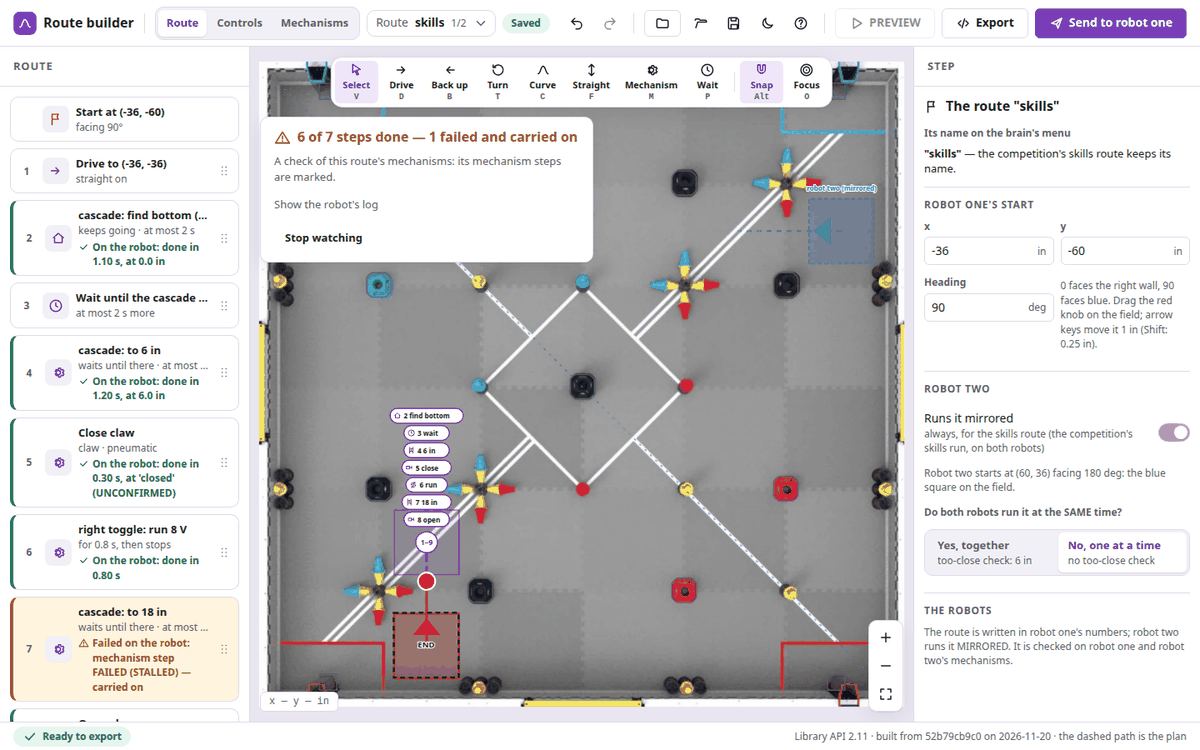 Route builder
Route
Controls
Mechanisms
Route skills 1/2
Saved
PREVIEW
Export
Send to robot one
ROUTE
Start at (-36, -60)
facing 90°
1
Drive to (-36, -36)
straight on
2
cascade: find bottom (...
keeps going · at most 2 s
On the robot: done in
1.10 s, at 0.0 in
3
Wait until the cascade ...
at most 2 s more
4
cascade: to 6 in
waits until there · at most ...
On the robot: done in
1.20 s, at 6.0 in
5
Close claw
claw · pneumatic
On the robot: done in
0.30 s, at 'closed'
(UNCONFIRMED)
6
right toggle: run 8 V
for 0.8 s, then stops
On the robot: done in
0.80 s
7
cascade: to 18 in
waits until there · at most ...
Failed on the robot:
mechanism step
FAILED (STALLED) —
carried on
Ready to export
Select
V
Drive
D
Back up
B
Turn
T
Curve
C
Straight
F
Mechanism
M
Wait
P
Snap
Alt
Focus
O
6 of 7 steps done — 1 failed and carried on
A check of this route's mechanisms: its mechanism steps
are marked.
Show the robot's log
Stop watching
robot two (mirrored)
2 find bottom
3 wait
4 6 in
5 close
6 run
7 18 in
8 open
1–9
END
x — y — in
STEP
The route "skills"
Its name on the brain's menu
"skills" — the competition's skills route keeps its
name.
ROBOT ONE'S START
x
y
-36 in
-60 in
Heading
90 deg
0 faces the right wall, 90
faces blue. Drag the red
knob on the field; arrow
keys move it 1 in (Shift:
0.25 in).
ROBOT TWO
Runs it mirrored
always, for the skills route (the competition's
skills run, on both robots)
Robot two starts at (60, 36) facing 180 deg: the blue
square on the field.
Do both robots run it at the SAME time?
Yes, together
too-close check: 6 in
No, one at a time
no too-close check
THE ROBOTS
The route is written in robot one's numbers; robot two
runs it MIRRORED. It is checked on robot one and robot
two's mechanisms.
Library API 2.11 · built from 52b79cb9c0 on 2026-11-20 · the dashed path is the plan